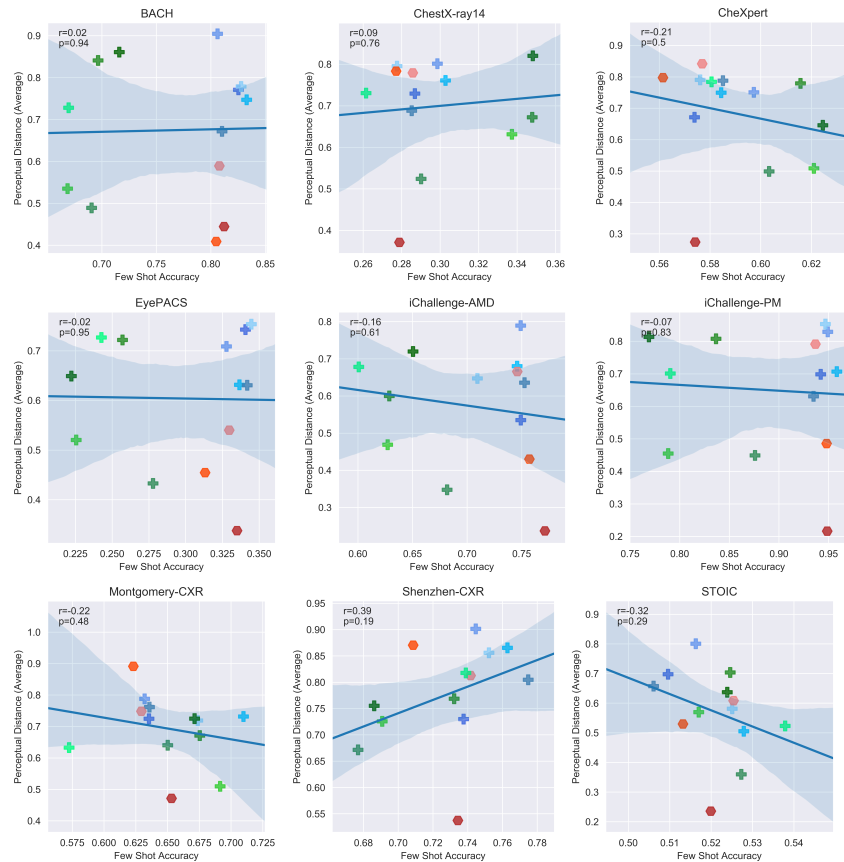 BACH
r=0.02
p=0.94
Perceptual Distance (Average)
0.9
0.8
0.7
0.6
0.5
0.4
0.70 0.75 0.80 0.85
Few Shot Accuracy
ChestX-ray14
r=0.09
p=0.76
Perceptual Distance (Average)
0.8
0.7
0.6
0.5
0.4
0.26 0.28 0.30 0.32 0.34 0.36
Few Shot Accuracy
CheXpert
r=-0.21
p=0.5
Perceptual Distance (Average)
0.9
0.8
0.7
0.6
0.5
0.4
0.3
0.56 0.58 0.60 0.62
Few Shot Accuracy
EyePACS
r=-0.02
p=0.95
Perceptual Distance (Average)
0.7
0.6
0.5
0.4
0.225 0.250 0.275 0.300 0.325 0.350
Few Shot Accuracy
iChallenge-AMD
r=-0.16
p=0.61
Perceptual Distance (Average)
0.8
0.7
0.6
0.5
0.4
0.3
0.60 0.65 0.70 0.75
Few Shot Accuracy
iChallenge-PM
r=-0.07
p=0.83
Perceptual Distance (Average)
0.8
0.7
0.6
0.5
0.4
0.3
0.2
0.75 0.80 0.85 0.90 0.95
Few Shot Accuracy
Montgomery-CXR
r=-0.22
p=0.48
Perceptual Distance (Average)
1.0
0.9
0.8
0.7
0.6
0.5
0.4
0.575 0.600 0.625 0.650 0.675 0.700 0.725
Few Shot Accuracy
Shenzhen-CXR
r=0.39
p=0.19
Perceptual Distance (Average)
0.95
0.90
0.85
0.80
0.75
0.70
0.65
0.60
0.55
0.68 0.70 0.72 0.74 0.76 0.78
Few Shot Accuracy
STOIC
r=-0.32
p=0.29
Perceptual Distance (Average)
0.9
0.8
0.7
0.6
0.5
0.4
0.3
0.2
0.50 0.51 0.52 0.53 0.54
Few Shot Accuracy